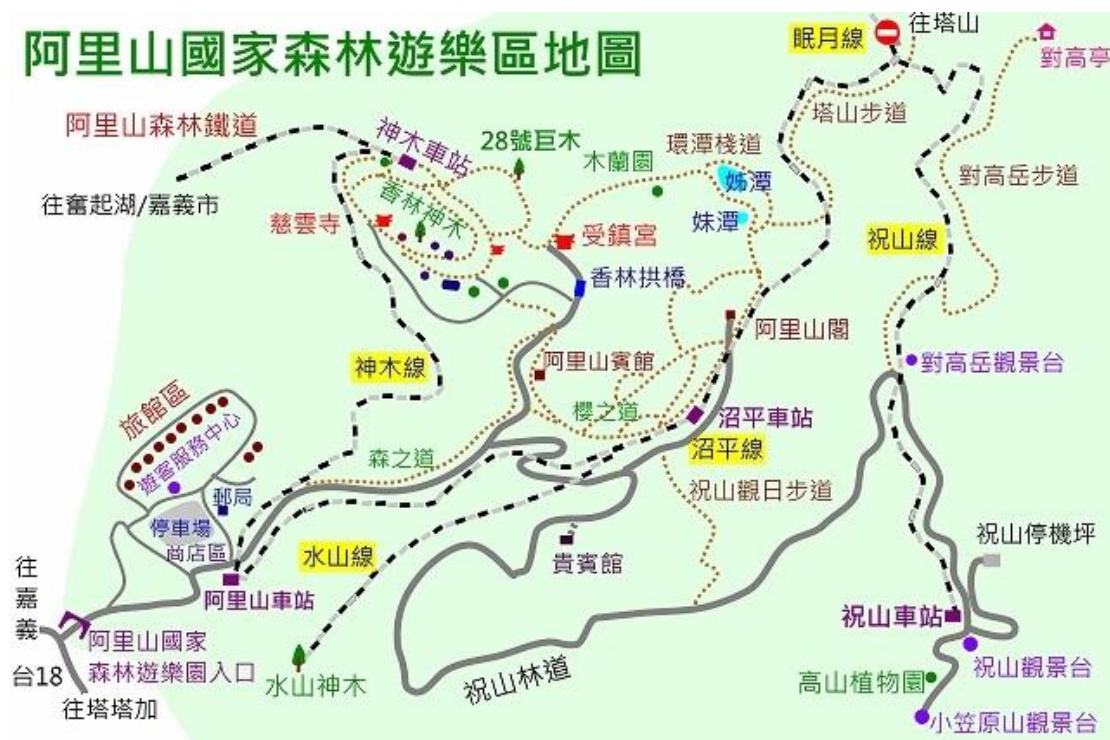 阿里山國家森林遊樂區地圖
眠月線
往塔山
對高亭
阿里山森林鐵道
神木車站
28號巨木
木蘭園
環潭棧道
塔山步道
姊潭
對高岳步道
往奮起湖/嘉義市
香林神木
慈雲寺
妹潭
受鎮宮
祝山線
香林拱橋
阿里山閣
神木線
阿里山賓館
對高岳觀景台
旅館區
櫻之道
沼平車站
遊客服務中心
森之道
沼平線
郵局
祝山觀日步道
停車場
商店區
水山線
貴賓館
祝山停機坪
往嘉義
阿里山車站
祝山車站
阿里山國家
森林遊樂園入口
台18
水山神木
祝山林道
祝山觀景台
高山植物園
往塔塔加
小笠原山觀景台